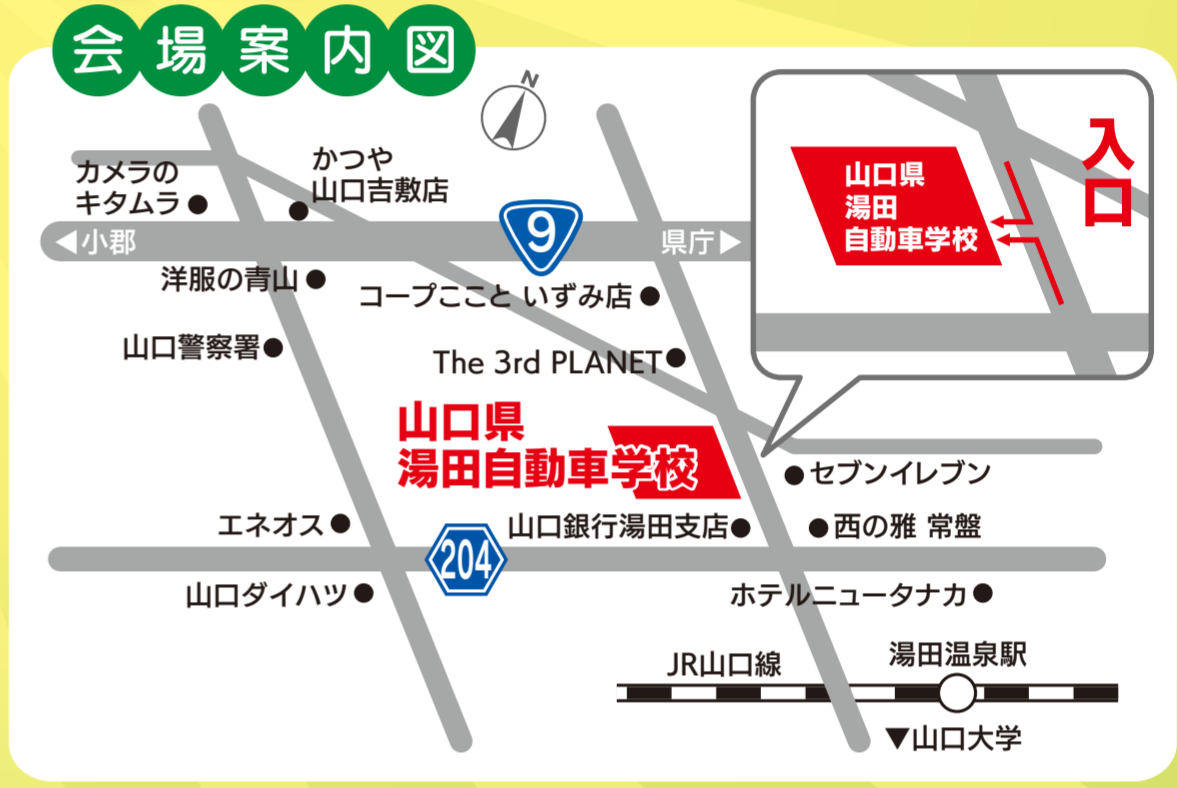 会場案内図
N
カメラの
キタムラ
かつや
山口吉敷店
◀小郡
9
県庁▶
洋服の青山
コープここと いずみ店
山口警察署
The 3rd PLANET
山口県
湯田自動車学校
セブンイレブン
エネオス
山口銀行湯田支店
西の雅 常盤
204
山口ダイハツ
ホテルニュータナカ
JR山口線
湯田温泉駅
▼山口大学
山口県
湯田
自動車学校
入口